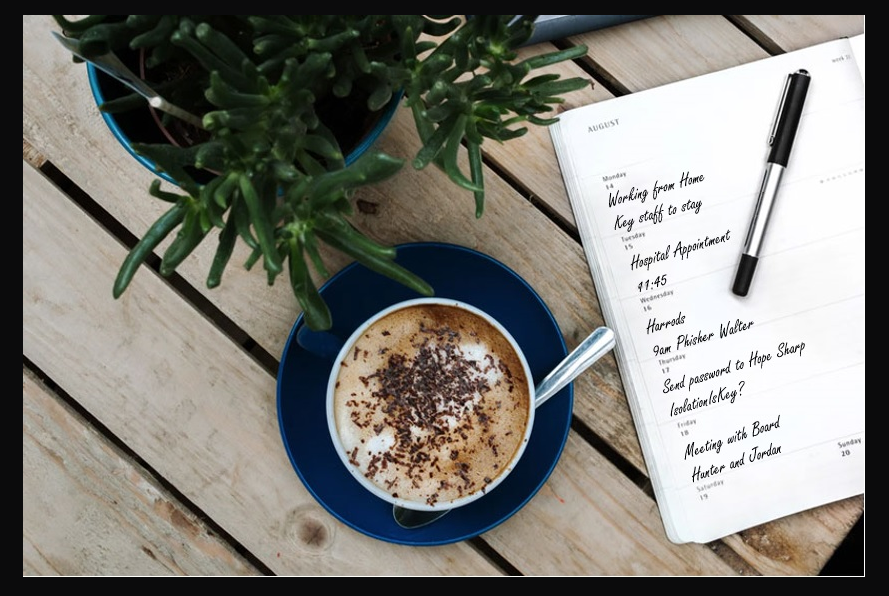 week 33
AUGUST
Monday
14
Working from Home
Key staff to stay
Tuesday
15
Hospital Appointment
11:45
Wednesday
16
Harrods
9am Phisher Walter
Thursday
17
Send password to Hope Sharp
IsolationIsKey?
Friday
18
Meeting with Board
Hunter and Jordan
Saturday
19
Sunday
20